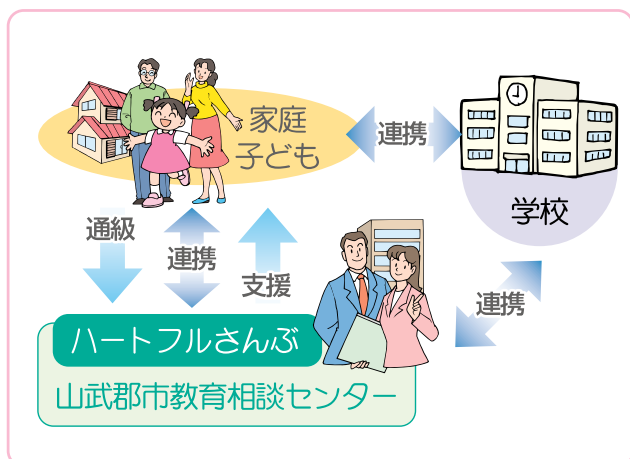 家庭
子ども
連携
学校
通級
連携
支援
連携
ハートフルさんぶ
山武郡市教育相談センター